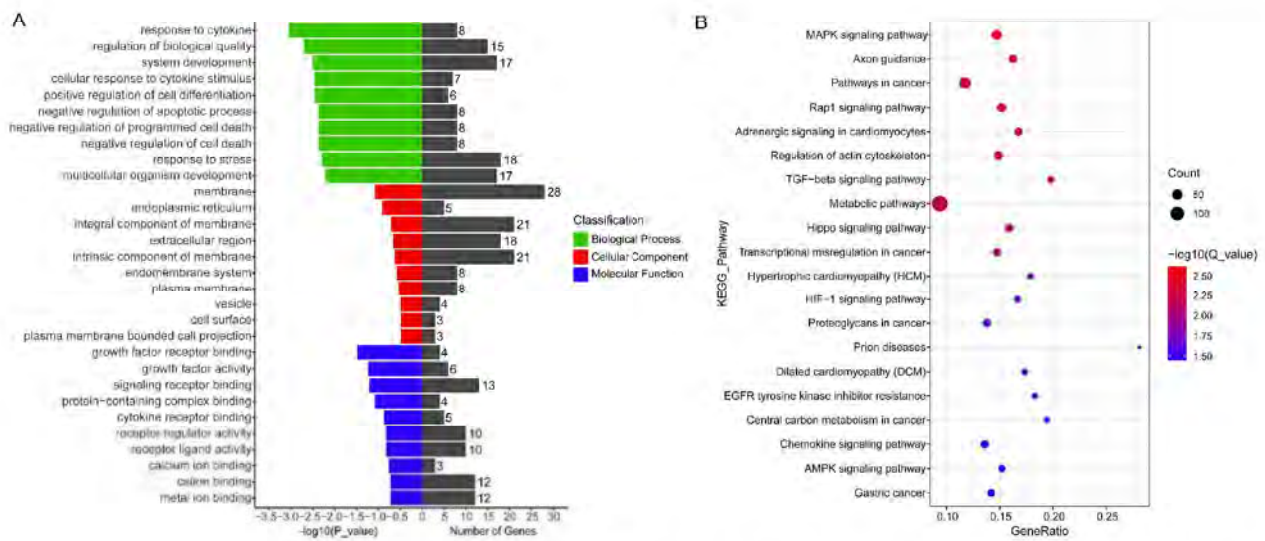 A
response to cytokine
8
regulation of biological quality
15
system development
17
cellular response to cytokine stimulus
7
positive regulation of cell differentiation
6
negative regulation of apoptotic process
8
negative regulation of programmed cell death
8
negative regulation of cell death
8
response to stress
18
multicellular organism development
17
membrane
28
endoplasmic reticulum
5
integral component of membrane
21
extracellular region
18
intrinsic component of membrane
21
endomembrane system
8
plasma membrane
8
vesicle
4
cell surface
3
plasma membrane bounded cell projection
3
growth factor receptor binding
4
growth factor activity
6
signaling receptor binding
13
protein-containing complex binding
4
cytokine receptor binding
5
receptor regulator activity
10
receptor ligand activity
10
calcium ion binding
3
cation binding
12
metal ion binding
12
-3.5 -3.0 -2.5 -2.0 -1.5 -1.0 -0.5 0 5 10 15 20 25 30
-log10(P_value) Number of Genes
Classification
Biological Process
Cellular Component
Molecular Function
B
KEGG_Pathway
MAPK signaling pathway
Axon guidance
Pathways in cancer
Rap1 signaling pathway
Adrenergic signaling in cardiomyocytes
Regulation of actin cytoskeleton
TGF-beta signaling pathway
Metabolic pathways
Hippo signaling pathway
Transcriptional misregulation in cancer
Hypertrophic cardiomyopathy (HCM)
HIF-1 signaling pathway
Proteoglycans in cancer
Prion diseases
Dilated cardiomyopathy (DCM)
EGFR tyrosine kinase inhibitor resistance
Central carbon metabolism in cancer
Chemokine signaling pathway
AMPK signaling pathway
Gastric cancer
0.10 0.15 0.20 0.25
GeneRatio
Count
50
100
-log10(Q_value)
2.50
2.25
2.00
1.75
1.50